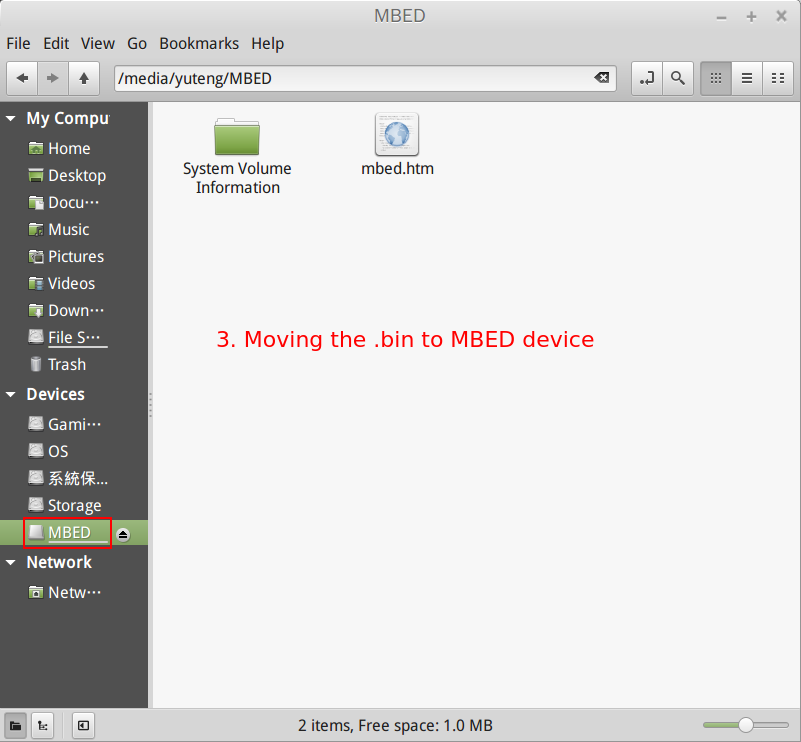 MBED
File Edit View Go Bookmarks Help
/media/yuteng/MBED
My Compu
Home
Desktop
Docu⋯
Music
Pictures
Videos
Down⋯
File S⋯
Trash
Devices
Gami⋯
OS
系統保...
Storage
MBED
Network
Netw⋯
System Volume
Information
mbed.htm
3. Moving the .bin to MBED device
2 items, Free space: 1.0 MB